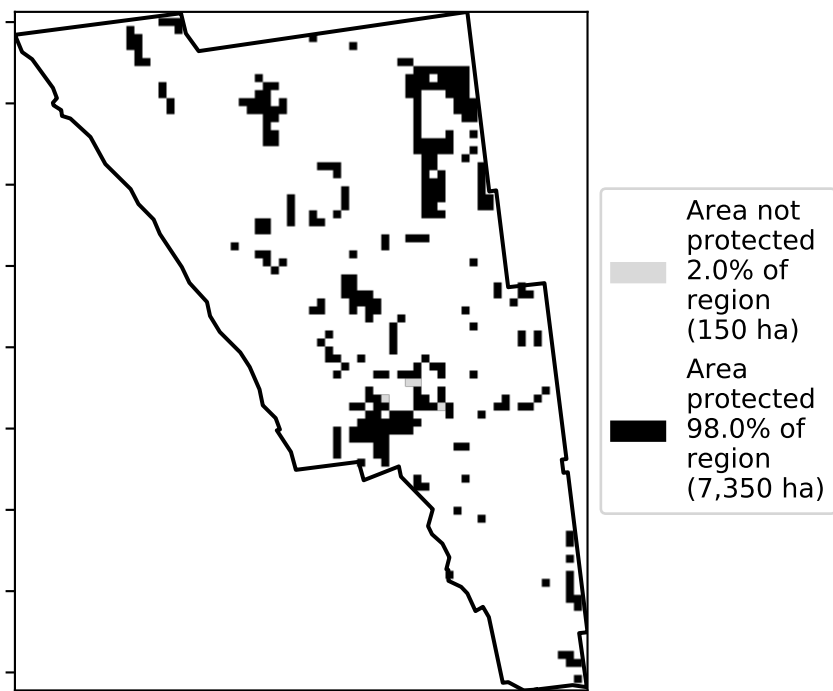 Area not
protected
2.0% of
region
(150 ha)
Area
protected
98.0% of
region
(7,350 ha)